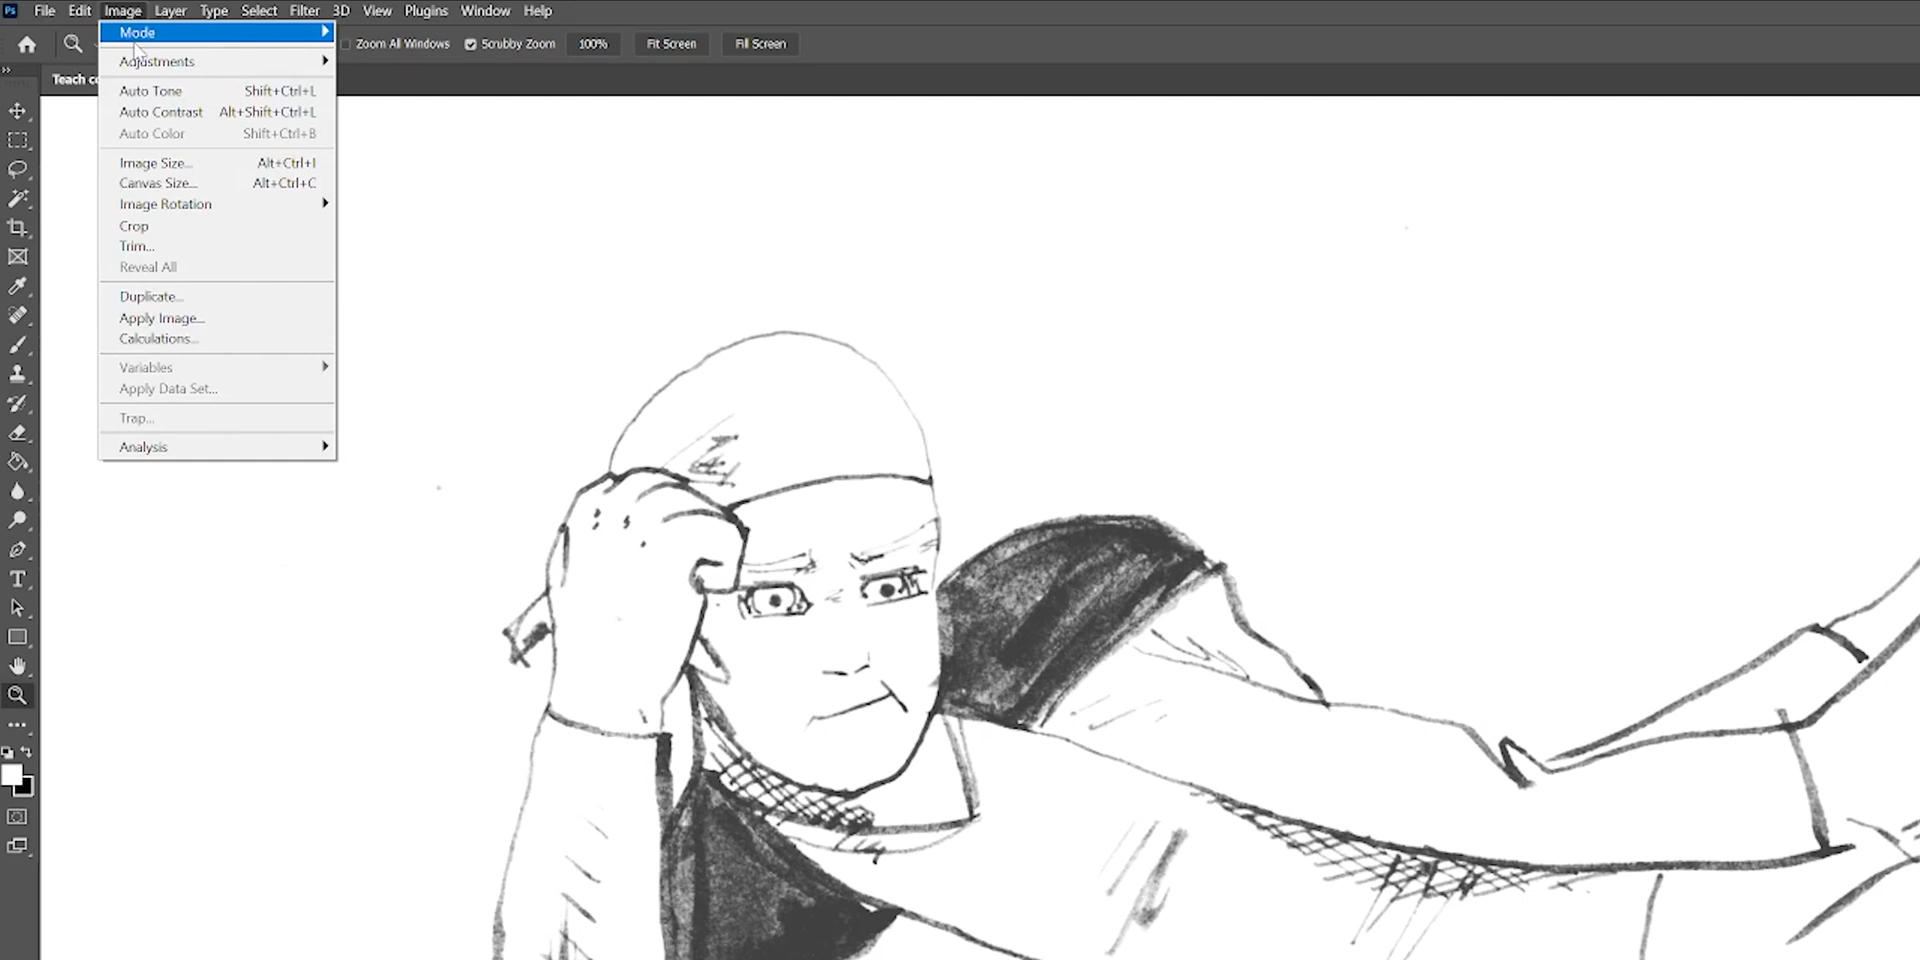 Ps File Edit Image Layer Type Select Filter 3D View Plugins Window Help
Zoom All Windows Scrubby Zoom 100% Fit Screen Fill Screen
Teach
Mode
Adjustments
Auto Tone Shift+Ctrl+L
Auto Contrast Alt+Shift+Ctrl+L
Auto Color Shift+Ctrl+B
Image Size... Alt+Ctrl+I
Canvas Size... Alt+Ctrl+C
Image Rotation
Crop
Trim...
Reveal All
Duplicate...
Apply Image...
Calculations...
Variables
Apply Data Set...
Trap...
Analysis